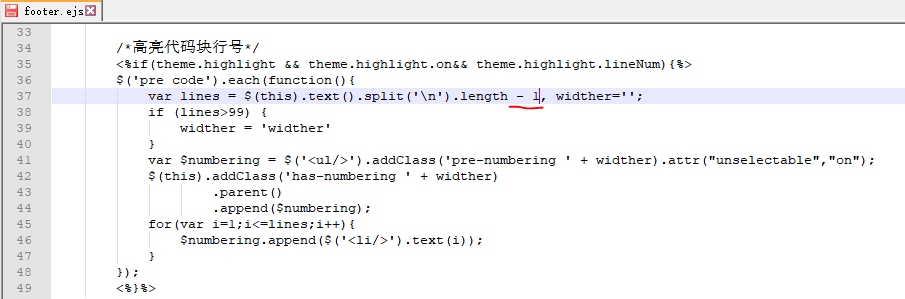 footer.ejs
33
34 /*高亮代码块行号*/
35 <%if(theme.highlight && theme.highlight.on&& theme.highlight.lineNum){%>
36 $('pre code').each(function(){
37 var lines = $(this).text().split('\n').length - 1, widther='';
38 if (lines>99) {
39 widther = 'widther'
40 }
41 var $numbering = $('<ul/>').addClass('pre-numbering ' + widther).attr("unselectable","on");
42 $(this).addClass('has-numbering ' + widther)
43 .parent()
44 .append($numbering);
45 for(var i=1;i<=lines;i++){
46 $numbering.append($('<li/>').text(i));
47 }
48 });
49 <%}%>